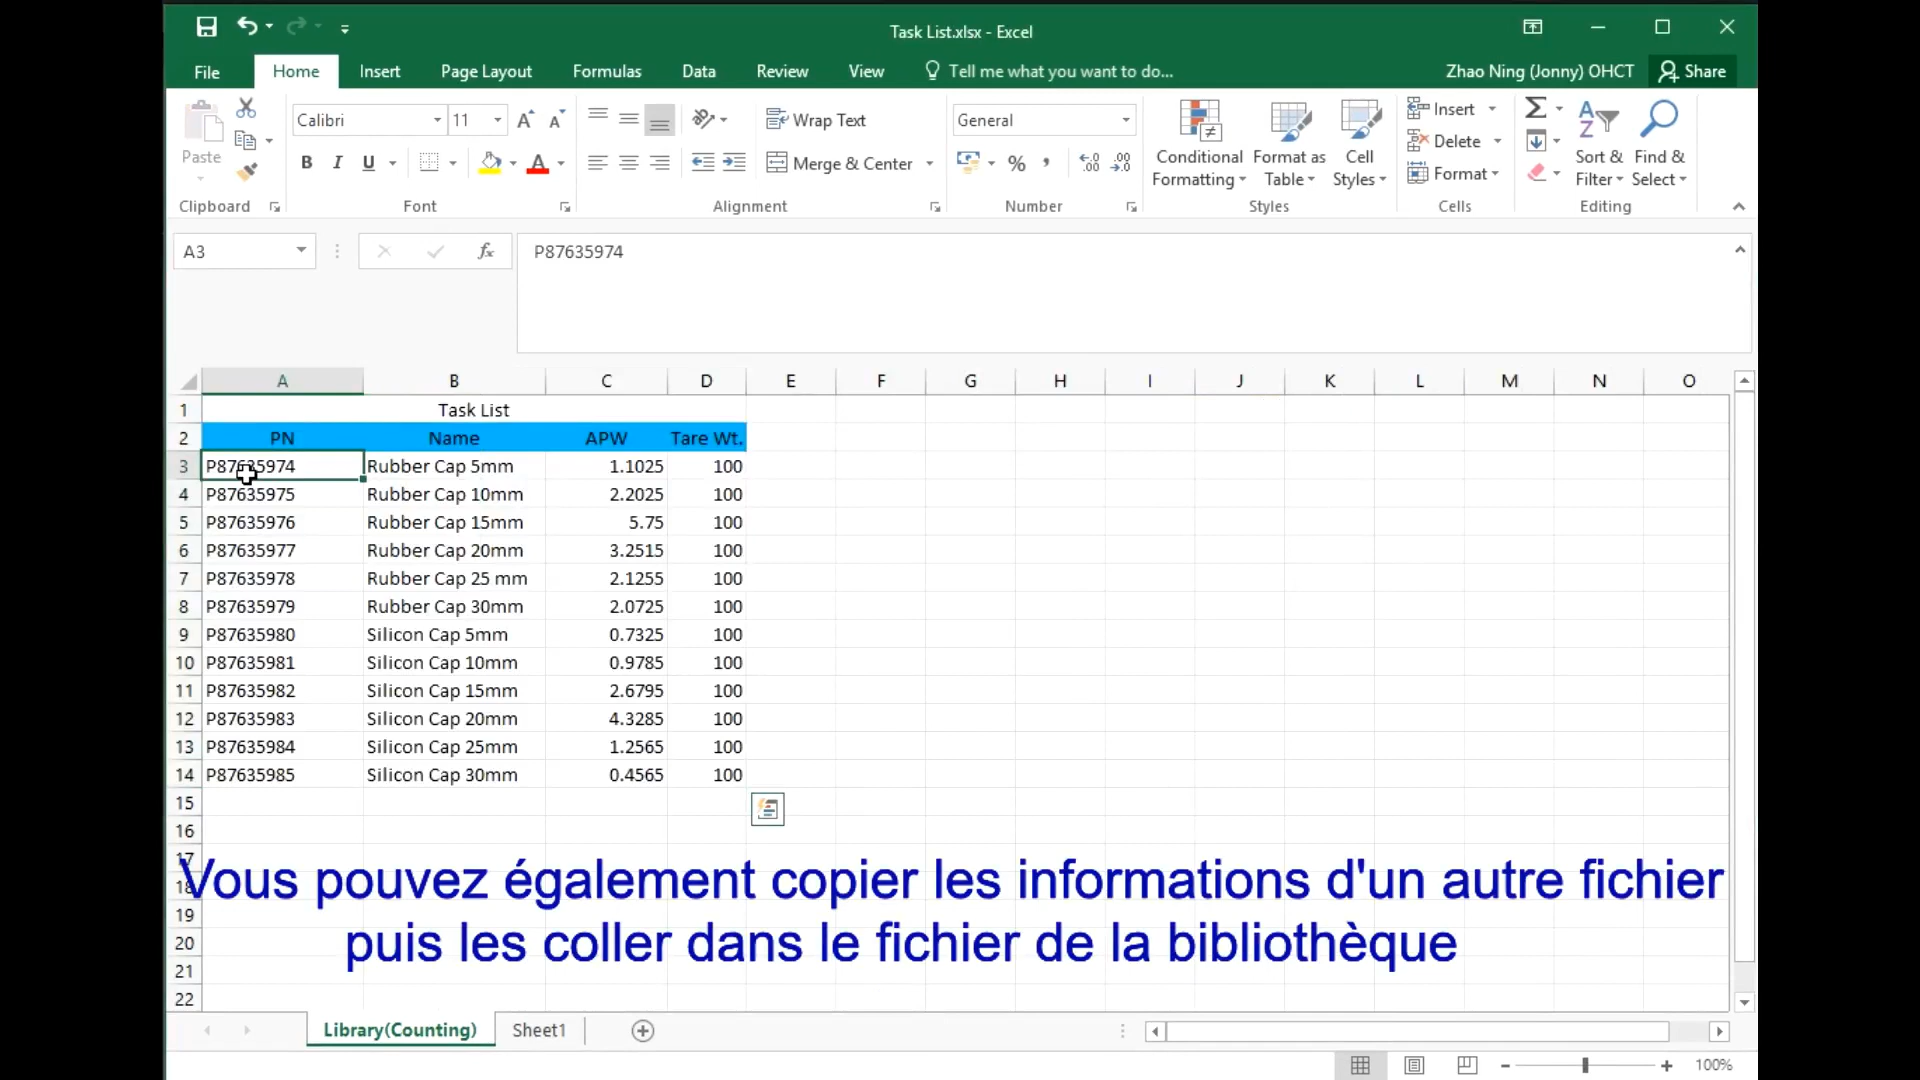 Task List.xlsx - Excel
File Home Insert Page Layout Formulas Data Review View Tell me what you want to do... Zhao Ning (Jonny) OHCT Share
Paste
Clipboard
Calibri 11
B I U A
Font
Wrap Text
Merge & Center
Alignment
General
% ,
Number
Conditional Formatting
Format as Table
Cell Styles
Styles
Insert
Delete
Format
Cells
Sort & Filter
Find & Select
Editing
A3 fx P87635974
A B C D E F G H I J K L M N O
1 Task List
2 PN Name APW Tare Wt.
3 P87635974 Rubber Cap 5mm 1.1025 100
4 P87635975 Rubber Cap 10mm 2.2025 100
5 P87635976 Rubber Cap 15mm 5.75 100
6 P87635977 Rubber Cap 20mm 3.2515 100
7 P87635978 Rubber Cap 25 mm 2.1255 100
8 P87635979 Rubber Cap 30mm 2.0725 100
9 P87635980 Silicon Cap 5mm 0.7325 100
10 P87635981 Silicon Cap 10mm 0.9785 100
11 P87635982 Silicon Cap 15mm 2.6795 100
12 P87635983 Silicon Cap 20mm 4.3285 100
13 P87635984 Silicon Cap 25mm 1.2565 100
14 P87635985 Silicon Cap 30mm 0.4565 100
15
16
17
18
19
20
21
22
Vous pouvez également copier les informations d'un autre fichier
puis les coller dans le fichier de la bibliothèque
Library(Counting) Sheet1
100%